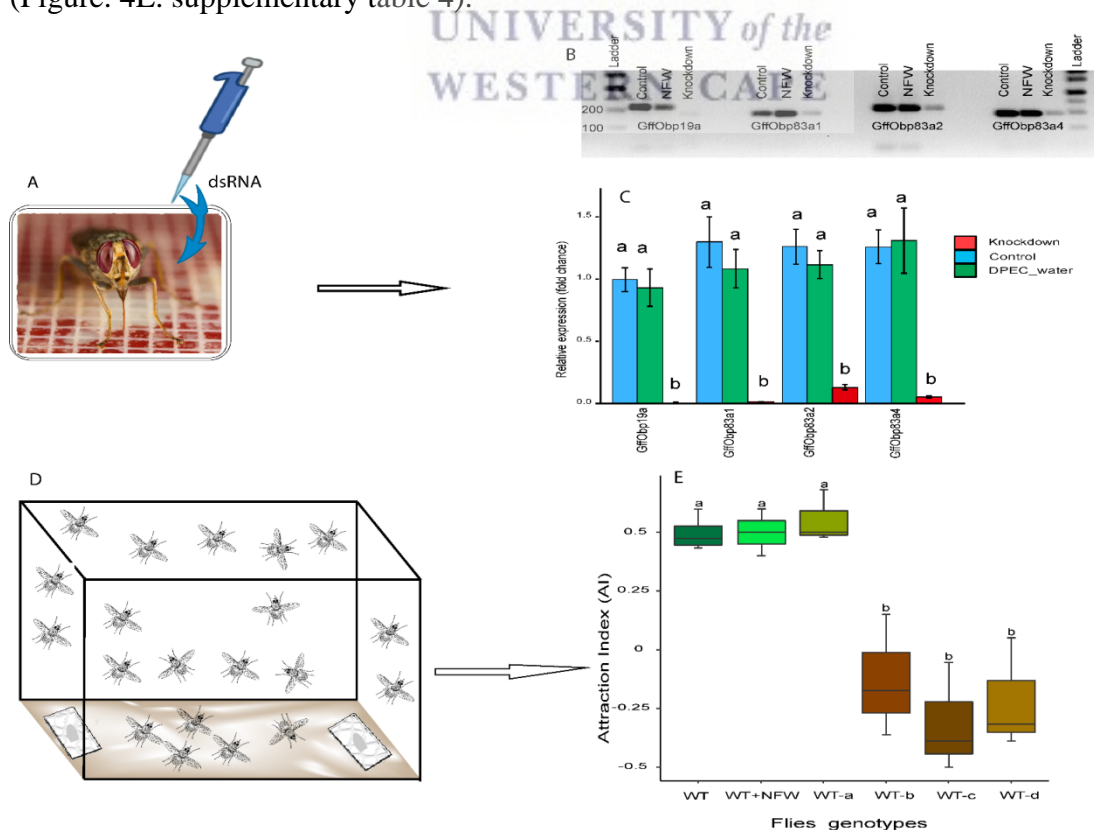 (Figure. 4E. supplementary table 4).
UNIVERSITY of the
WESTERN CAPE
B
Ladder
Control
NFW
Knockdown
Control
NFW
Knockdown
Control
NFW
Knockdown
Control
NFW
Knockdown
Ladder
200
100
GffObp19a
GffObp83a1
GffObp83a2
GffObp83a4
A
dsRNA
C
Relative expression (fold change)
1.5
1.0
0.5
0.0
a a
b
a
a
b
a
a
b
a a
b
GffObp19a
GffObp83a1
GffObp83a2
GffObp83a4
Knockdown
Control
DPEC_water
D
E
Attraction Index (AI)
0.5
0.25
0
-0.25
-0.5
a
a
a
b
b
b
WT
WT+NFW
WT-a
WT-b
WT-c
WT-d
Flies genotypes